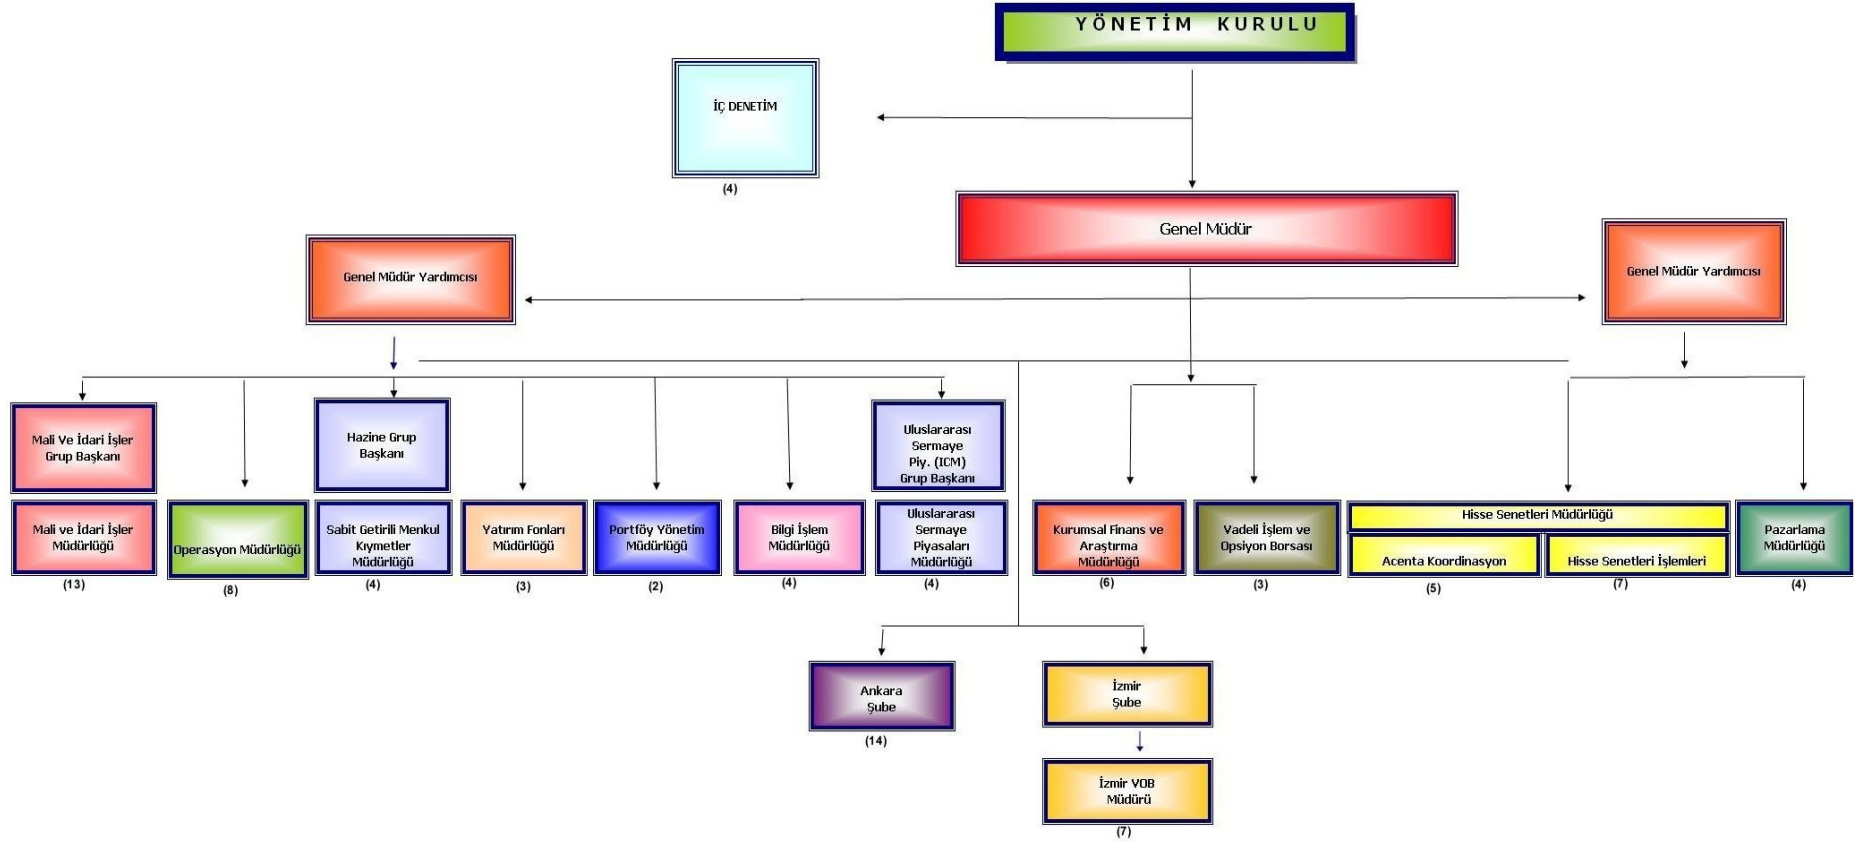 YÖNETİM KURULU
İÇ DENETİM
(4)
Genel Müdür
Genel Müdür Yardımcısı
Genel Müdür Yardımcısı
Mali Ve İdari İşler
Grup Başkanı
Hazine Grup
Başkanı
Uluslararası
Sermaye
Piy. (ICM)
Grup Başkanı
Mali ve İdari İşler
Müdürlüğü
(13)
Operasyon Müdürlüğü
(8)
Sabit Getirili Menkul
Kıymetler
Müdürlüğü
(4)
Yatırım Fonları
Müdürlüğü
(3)
Portföy Yönetim
Müdürlüğü
(2)
Bilgi İşlem
Müdürlüğü
(4)
Uluslararası
Sermaye
Piyasaları
Müdürlüğü
(4)
Kurumsal Finans ve
Araştırma
Müdürlüğü
(6)
Vadeli İşlem ve
Opsiyon Borsası
(3)
Hisse Senetleri Müdürlüğü
Acenta Koordinasyon
(5)
Hisse Senetleri İşlemleri
(7)
Pazarlama
Müdürlüğü
(4)
Ankara
Şube
(14)
İzmir
Şube
İzmir VOB
Müdürü
(7)